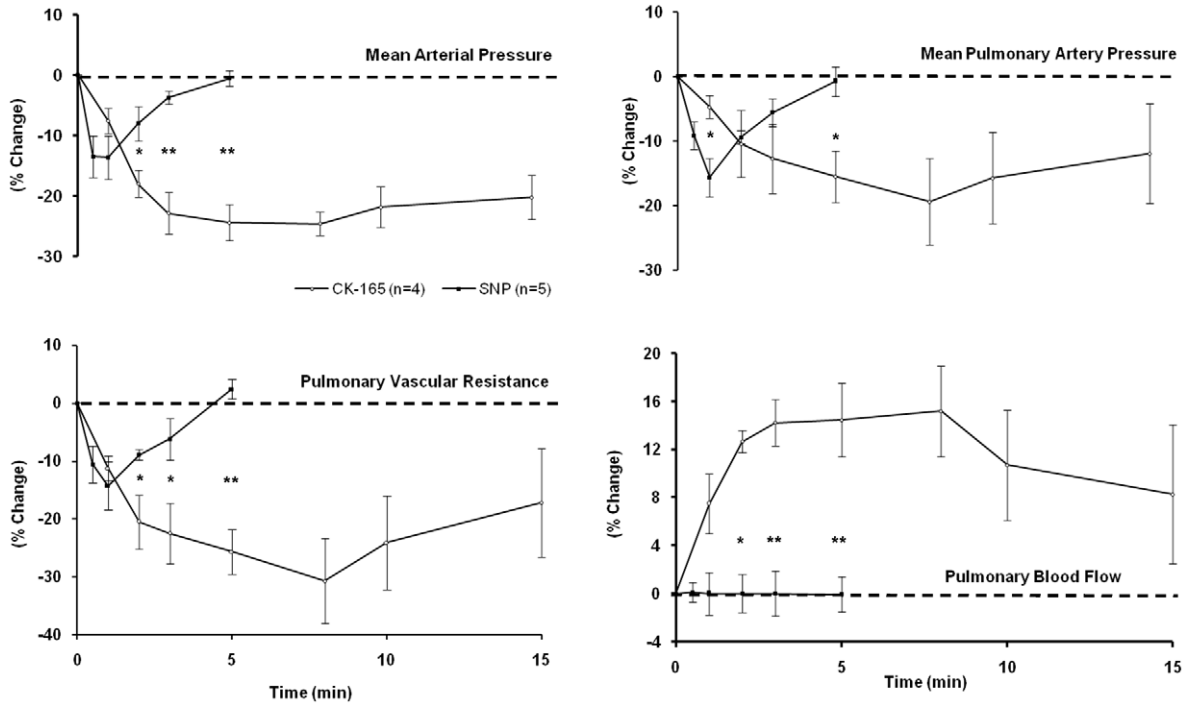 10
0
-10
-20
-30
(% Change)
Mean Arterial Pressure
* ** **
10
0
-10
-20
-30
(% Change)
Mean Pulmonary Artery Pressure
* *
CK-165 (n=4) SNP (n=5)
10
0
-10
-20
-30
-40
(% Change)
Pulmonary Vascular Resistance
* * **
0 5 10 15
Time (min)
20
16
12
8
4
0
-4
(% Change)
* ** **
Pulmonary Blood Flow
0 5 10 15
Time (min)